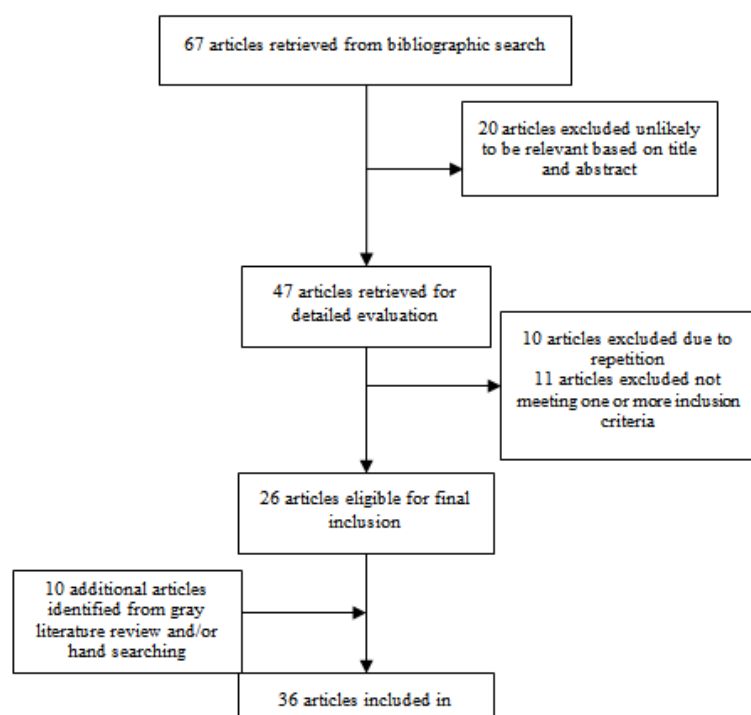 67 articles retrieved from bibliographic search
20 articles excluded unlikely
to be relevant based on title
and abstract
47 articles retrieved for
detailed evaluation
10 articles excluded due to
repetition
11 articles excluded not
meeting one or more inclusion
criteria
26 articles eligible for final
inclusion
10 additional articles
identified from gray
literature review and/or
hand searching
36 articles included in